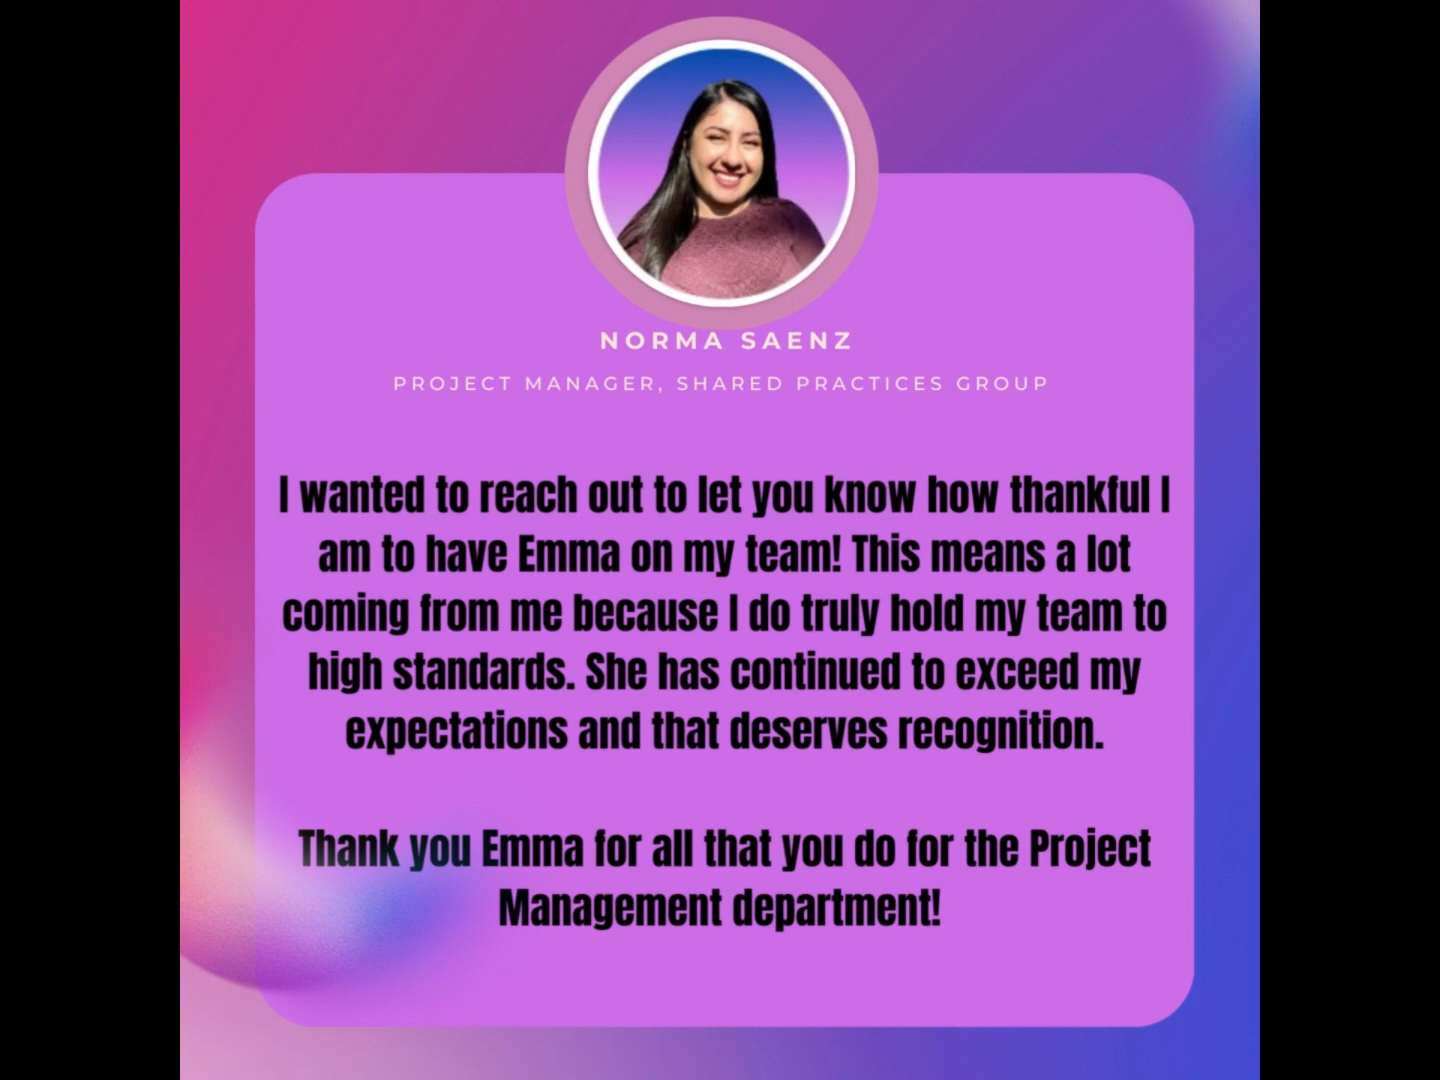 NORMA SAENZ
PROJECT MANAGER, SHARED PRACTICES GROUP
I wanted to reach out to let you know how thankful I
am to have Emma on my team! This means a lot
coming from me because I do truly hold my team to
high standards. She has continued to exceed my
expectations and that deserves recognition.
Thank you Emma for all that you do for the Project
Management department!